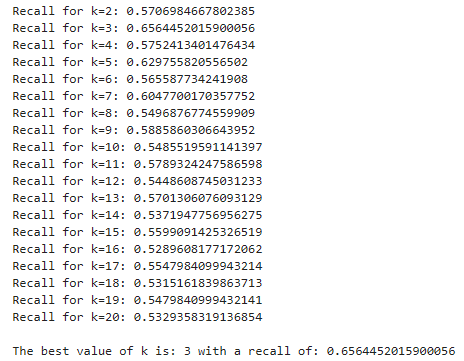 Recall for k=2: 0.5706984667802385
Recall for k=3: 0.6564452015900056
Recall for k=4: 0.5752413401476434
Recall for k=5: 0.629755820556502
Recall for k=6: 0.565587734241908
Recall for k=7: 0.6047700170357752
Recall for k=8: 0.5496876774559909
Recall for k=9: 0.5885860306643952
Recall for k=10: 0.5485519591141397
Recall for k=11: 0.5789324247586598
Recall for k=12: 0.5448608745031233
Recall for k=13: 0.5701306076093129
Recall for k=14: 0.5371947756956275
Recall for k=15: 0.5599091425326519
Recall for k=16: 0.5289608177172062
Recall for k=17: 0.5547984099943214
Recall for k=18: 0.5315161839863713
Recall for k=19: 0.5479840999432141
Recall for k=20: 0.5329358319136854
The best value of k is: 3 with a recall of: 0.6564452015900056